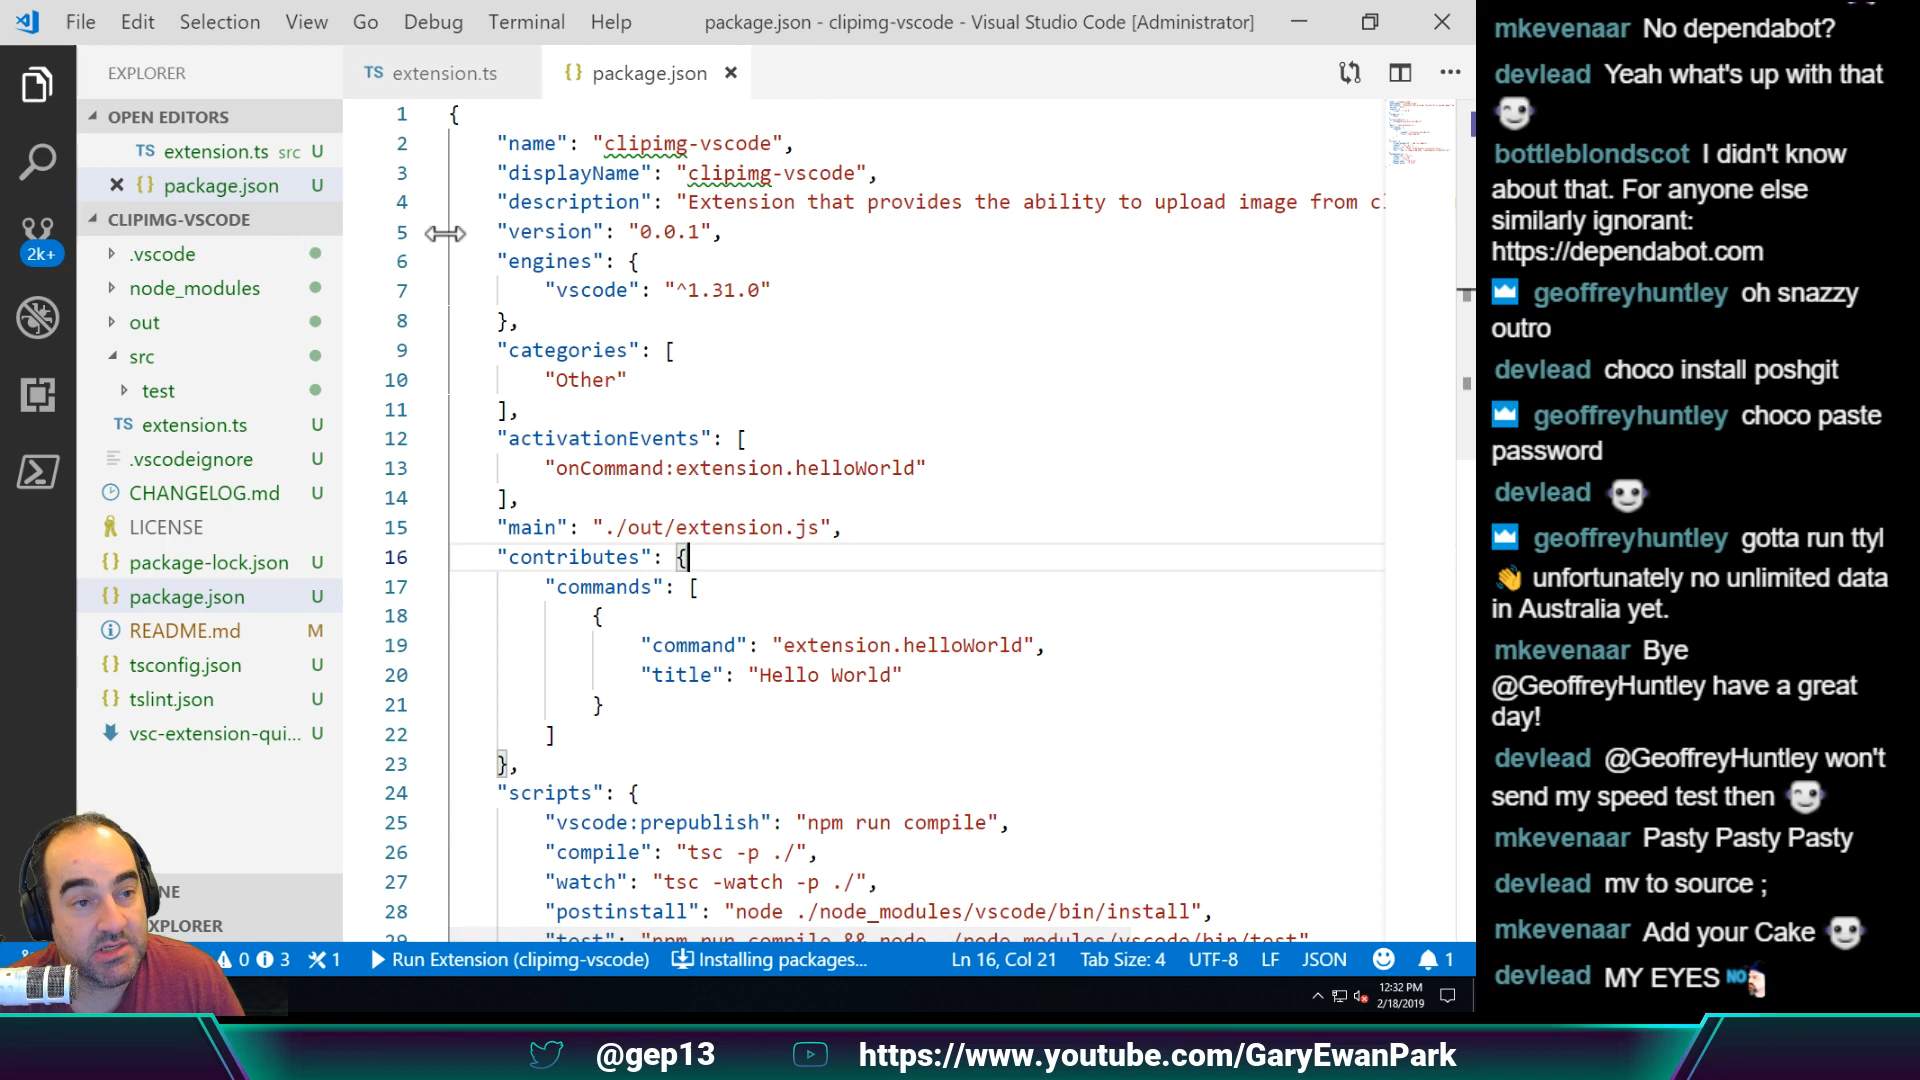 File Edit Selection View Go Debug Terminal Help package.json - clipimg-vscode - Visual Studio Code [Administrator]
EXPLORER
OPEN EDITORS
TS extension.ts src U
{} package.json U
CLIPIMG-VSCODE
2k+
.vscode
node_modules
out
src
test
TS extension.ts U
.vscodeignore U
CHANGELOG.md U
LICENSE
{} package-lock.json U
{} package.json U
README.md M
{} tsconfig.json U
{} tslint.json U
vsc-extension-qui... U
TS extension.ts
{} package.json
1 {
2 "name": "clipimg-vscode",
3 "displayName": "clipimg-vscode",
4 "description": "Extension that provides the ability to upload image from
5 "version": "0.0.1",
6 "engines": {
7 "vscode": "^1.31.0"
8 },
9 "categories": [
10 "Other"
11 ],
12 "activationEvents": [
13 "onCommand:extension.helloWorld"
14 ],
15 "main": "./out/extension.js",
16 "contributes": {
17 "commands": [
18 {
19 "command": "extension.helloWorld",
20 "title": "Hello World"
21 }
22 ]
23 },
24 "scripts": {
25 "vscode:prepublish": "npm run compile",
26 "compile": "tsc -p ./",
27 "watch": "tsc -watch -p ./",
28 "postinstall": "node ./node_modules/vscode/bin/install",
29 "test": "npm run compile && node ./node_modules/vscode/bin/test"
0 3 1 Run Extension (clipimg-vscode) Installing packages... Ln 16, Col 21 Tab Size: 4 UTF-8 LF JSON 1
12:32 PM
2/18/2019
mkevenaar No dependabot?
devlead Yeah what's up with that
bottleblondscot I didn't know
about that. For anyone else
similarly ignorant:
https://dependabot.com
geoffreyhuntley oh snazzy
outro
devlead choco install poshgit
geoffreyhuntley choco paste
password
devlead
geoffreyhuntley gotta run ttyl
unfortunately no unlimited data
in Australia yet.
mkevenaar Bye
@GeoffreyHuntley have a great
day!
devlead @GeoffreyHuntley won't
send my speed test then
mkevenaar Pasty Pasty Pasty
devlead mv to source ;
mkevenaar Add your Cake
devlead MY EYES NO
@gep13 https://www.youtube.com/GaryEwanPark